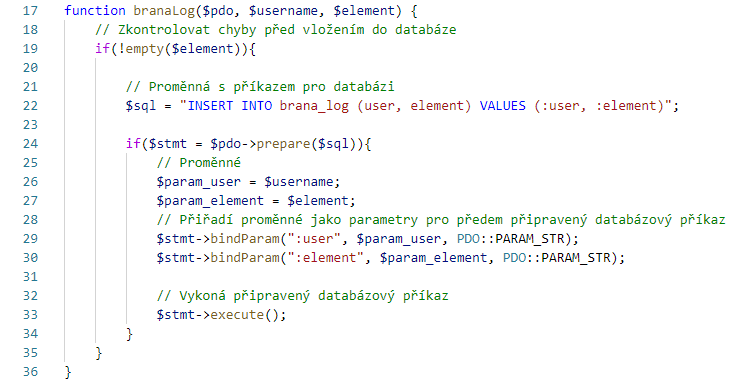 17 function branaLog($pdo, $username, $element) {
18     // Zkontrolovat chyby před vložením do databáze
19     if(!empty($element)){
20
21         // Proměnná s příkazem pro databázi
22         $sql = "INSERT INTO brana_log (user, element) VALUES (:user, :element)";
23
24         if($stmt = $pdo->prepare($sql)){
25             // Proměnné
26             $param_user = $username;
27             $param_element = $element;
28             // Přiřadí proměnné jako parametry pro předem připravený databázový příkaz
29             $stmt->bindParam(":user", $param_user, PDO::PARAM_STR);
30             $stmt->bindParam(":element", $param_element, PDO::PARAM_STR);
31
32             // Vykoná připravený databázový příkaz
33             $stmt->execute();
34         }
35     }
36 }